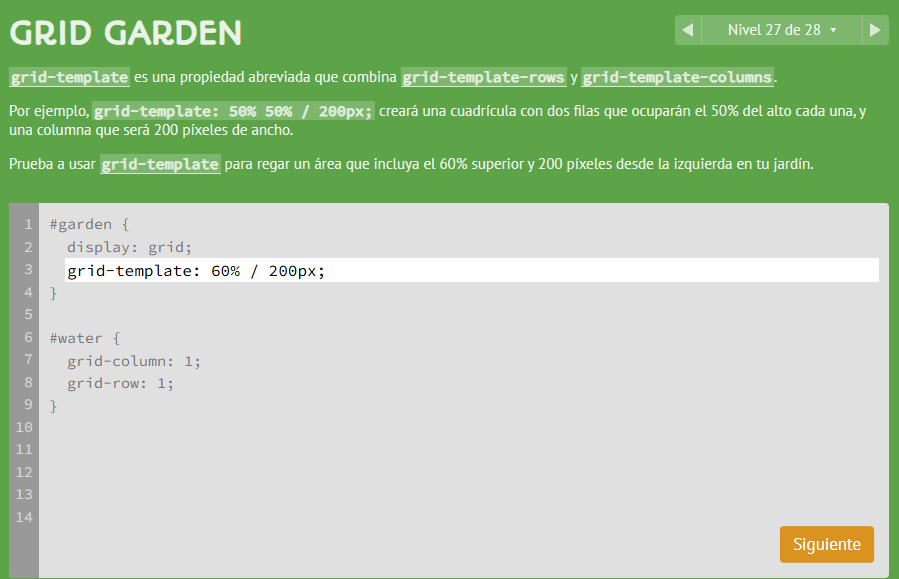 GRID GARDEN
Nivel 27 de 28
grid-template es una propiedad abreviada que combina grid-template-rows y grid-template-columns.
Por ejemplo, grid-template: 50% 50% / 200px; creará una cuadrícula con dos filas que ocuparán el 50% del alto cada una, y
una columna que será 200 píxeles de ancho.
Prueba a usar grid-template para regar un área que incluya el 60% superior y 200 píxeles desde la izquierda en tu jardín.
1 #garden {
2 display: grid;
3 grid-template: 60% / 200px;
4 }
5
6 #water {
7 grid-column: 1;
8 grid-row: 1;
9 }
10
11
12
13
14
Siguiente